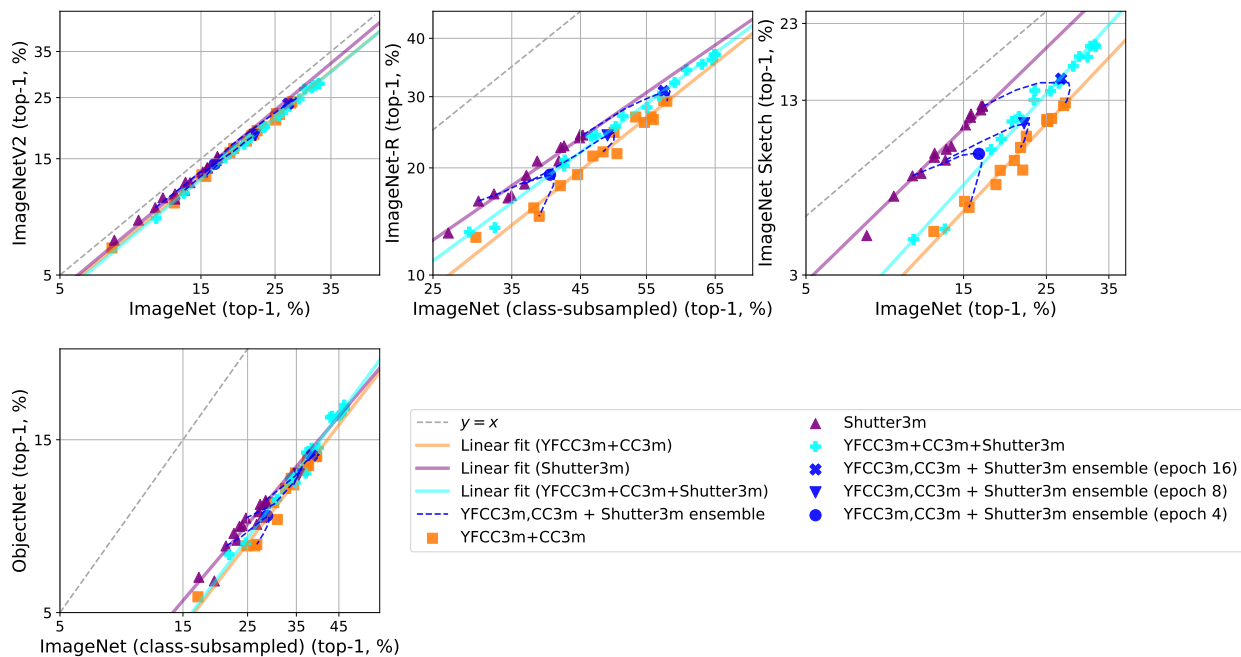 35
25
15
5
5
15
25
35
ImageNetV2 (top-1, %)
ImageNet (top-1, %)
40
30
20
10
25
35
45
55
65
ImageNet-R (top-1, %)
ImageNet (class-subsampled) (top-1, %)
23
13
3
5
15
25
35
ImageNet Sketch (top-1, %)
ImageNet (top-1, %)
15
5
5
15
25
35
45
ObjectNet (top-1, %)
ImageNet (class-subsampled) (top-1, %)
y = x
Linear fit (YFCC3m+CC3m)
Linear fit (Shutter3m)
Linear fit (YFCC3m+CC3m+Shutter3m)
YFCC3m,CC3m + Shutter3m ensemble
YFCC3m+CC3m
Shutter3m
YFCC3m+CC3m+Shutter3m
YFCC3m,CC3m + Shutter3m ensemble (epoch 16)
YFCC3m,CC3m + Shutter3m ensemble (epoch 8)
YFCC3m,CC3m + Shutter3m ensemble (epoch 4)